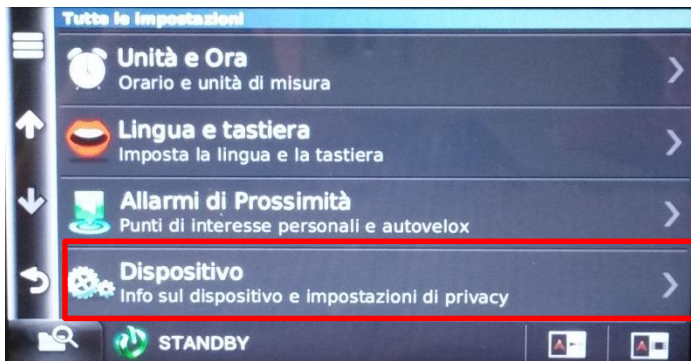 Tutte le impostazioni
Unità e Ora
Orario e unità di misura
Lingua e tastiera
Imposta la lingua e la tastiera
Allarmi di Prossimità
Punti di interesse personali e autovelox
Dispositivo
Info sul dispositivo e impostazioni di privacy
STANDBY